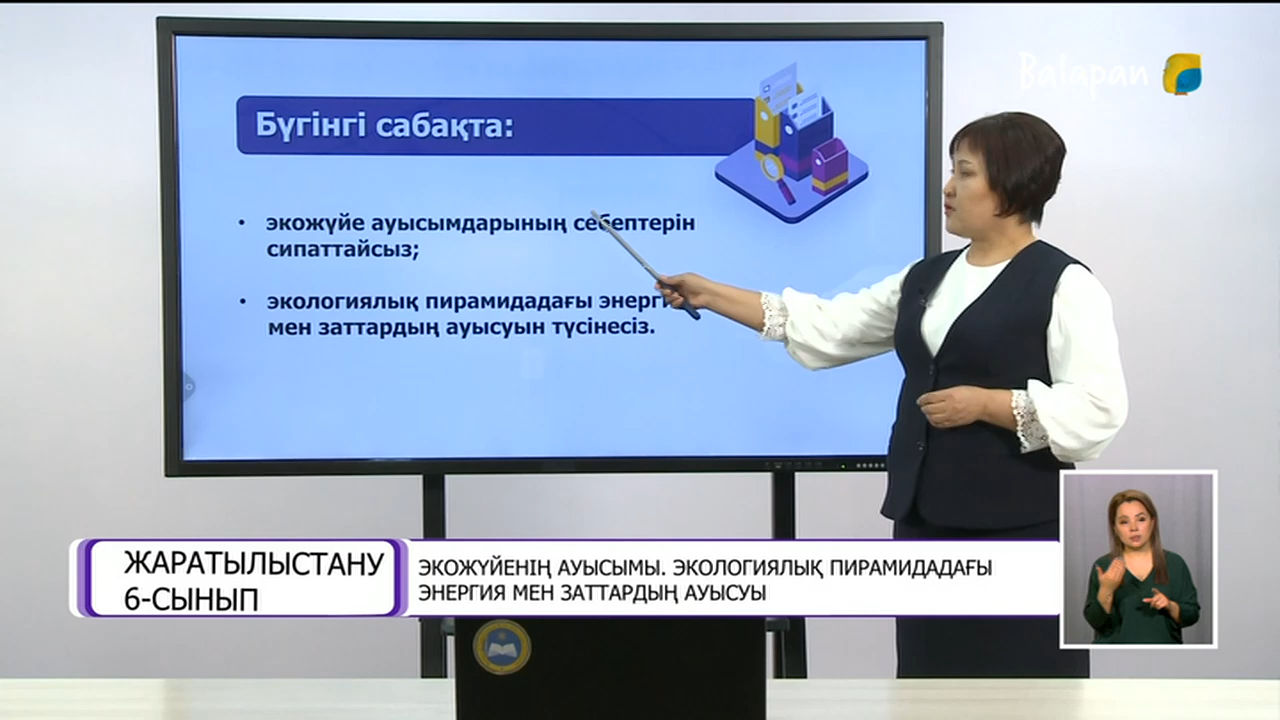 Balapan
Бүгінгі сабақта:
• экожүйе ауысымдарының себептерін
сипаттайсыз;
• экологиялық пирамидадағы
мен заттардың ауысуын түсінесіз.
ЖАРАТЫЛЫСТАНУ
6-СЫНЫП
ЭКОЖҮЙЕНІҢ АУЫСЫМЫ. ЭКОЛОГИЯЛЫҚ ПИРАМИДАДАҒЫ
ЭНЕРГИЯ МЕН ЗАТТАРДЫҢ АУЫСУЫ